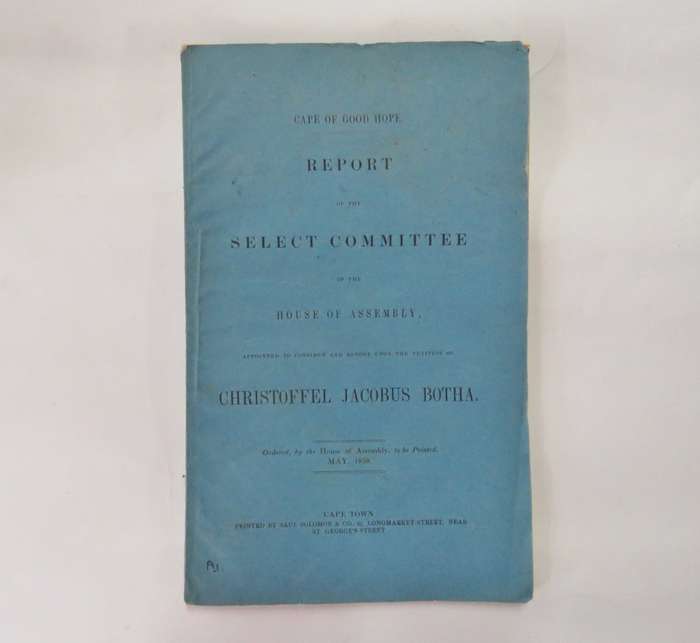 CAPE OF GOOD HOPE.
REPORT
OF THE
SELECT COMMITTEE
OF THE
HOUSE OF ASSEMBLY,
APPOINTED TO CONSIDER AND REPORT UPON THE PETITION OF
CHRISTOFFEL JACOBUS BOTHA.
Ordered, by the House of Assembly, to be Printed,
MAY,
CAPE TOWN
PRINTED BY SAUL SOLOMON & CO., LONGMARKET-STREET, NEAR
ST GEORGE'S-STREET